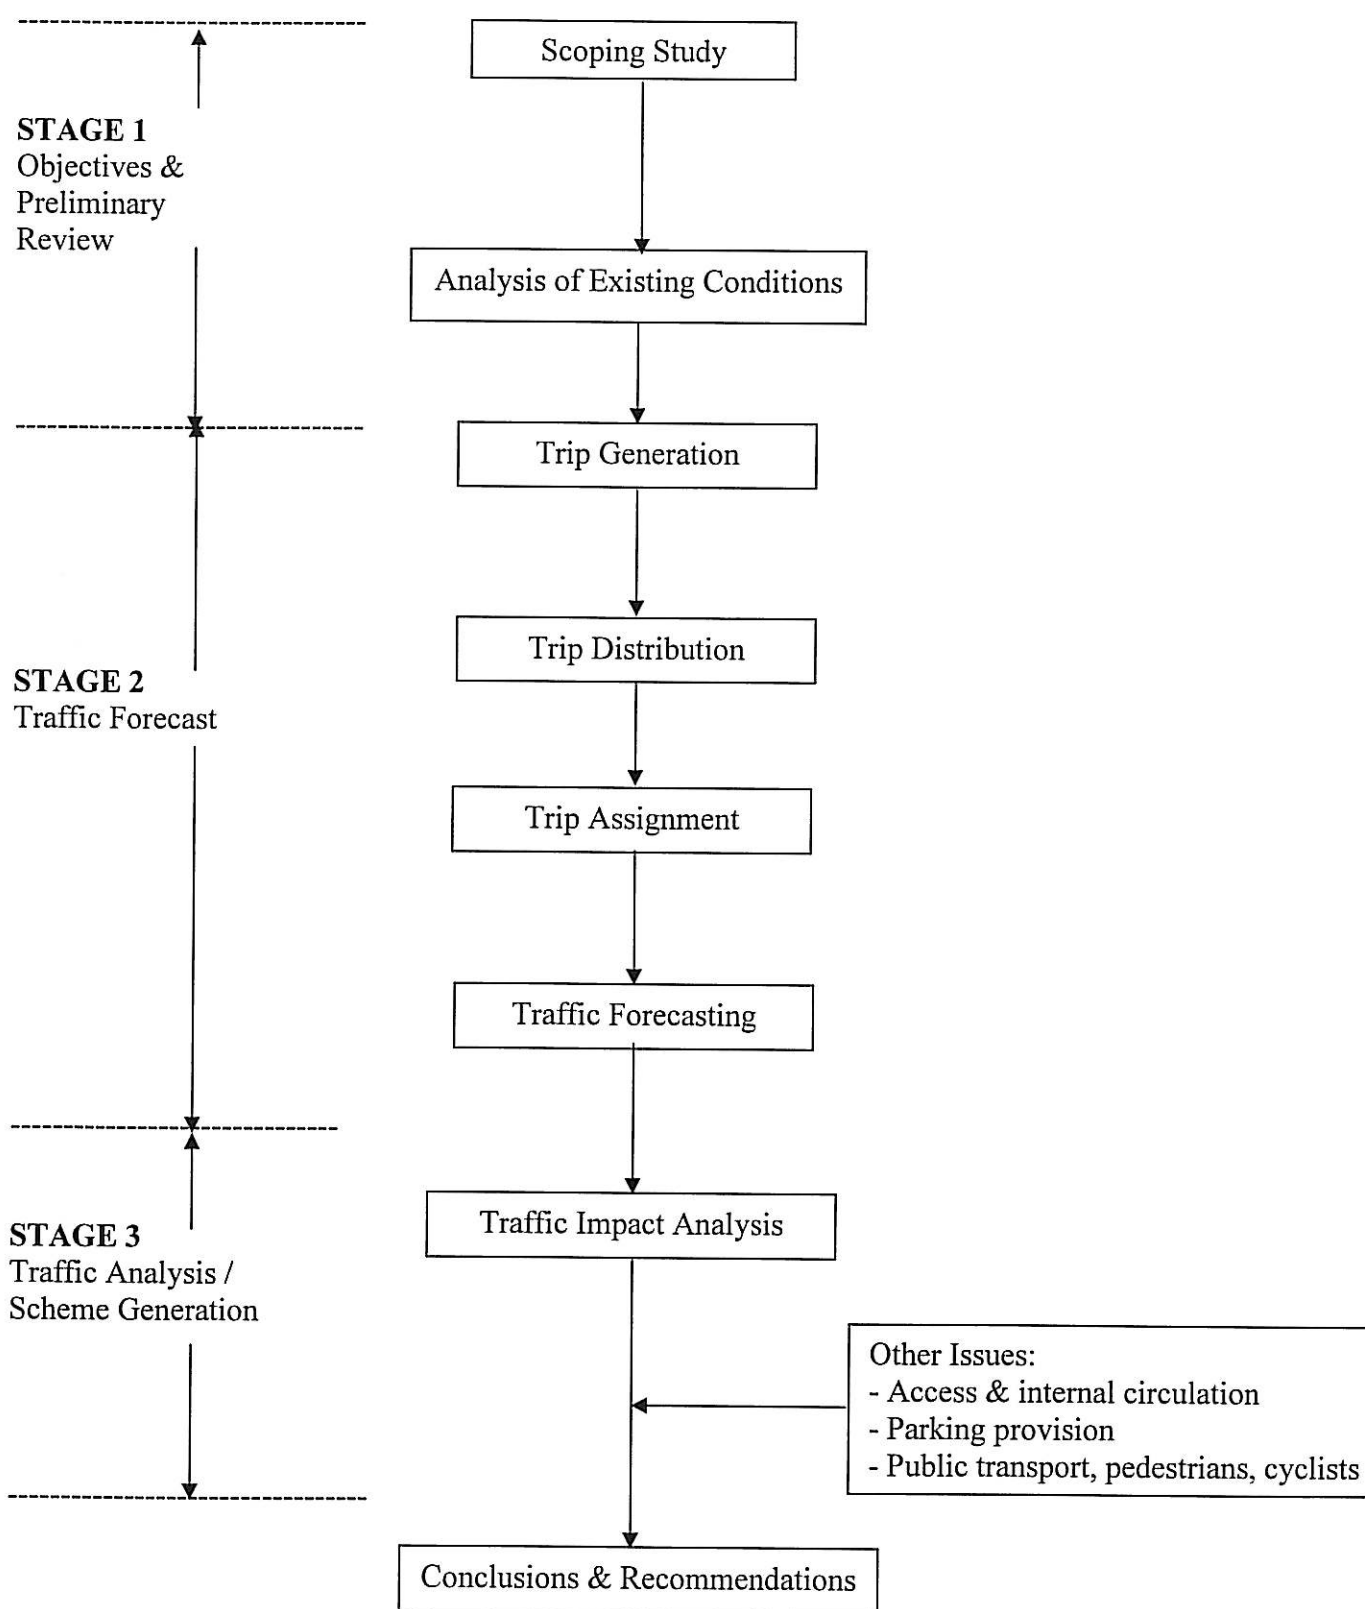 Scoping Study
STAGE 1
Objectives &
Preliminary
Review
Analysis of Existing Conditions
Trip Generation
Trip Distribution
STAGE 2
Traffic Forecast
Trip Assignment
Traffic Forecasting
Traffic Impact Analysis
STAGE 3
Traffic Analysis /
Scheme Generation
Other Issues:
- Access & internal circulation
- Parking provision
- Public transport, pedestrians, cyclists
Conclusions & Recommendations